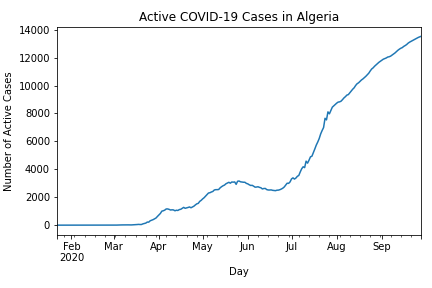 Active COVID-19 Cases in Algeria
14000
12000
10000
8000
6000
4000
2000
0
Number of Active Cases
Feb Mar Apr May Jun Jul Aug Sep
2020
Day